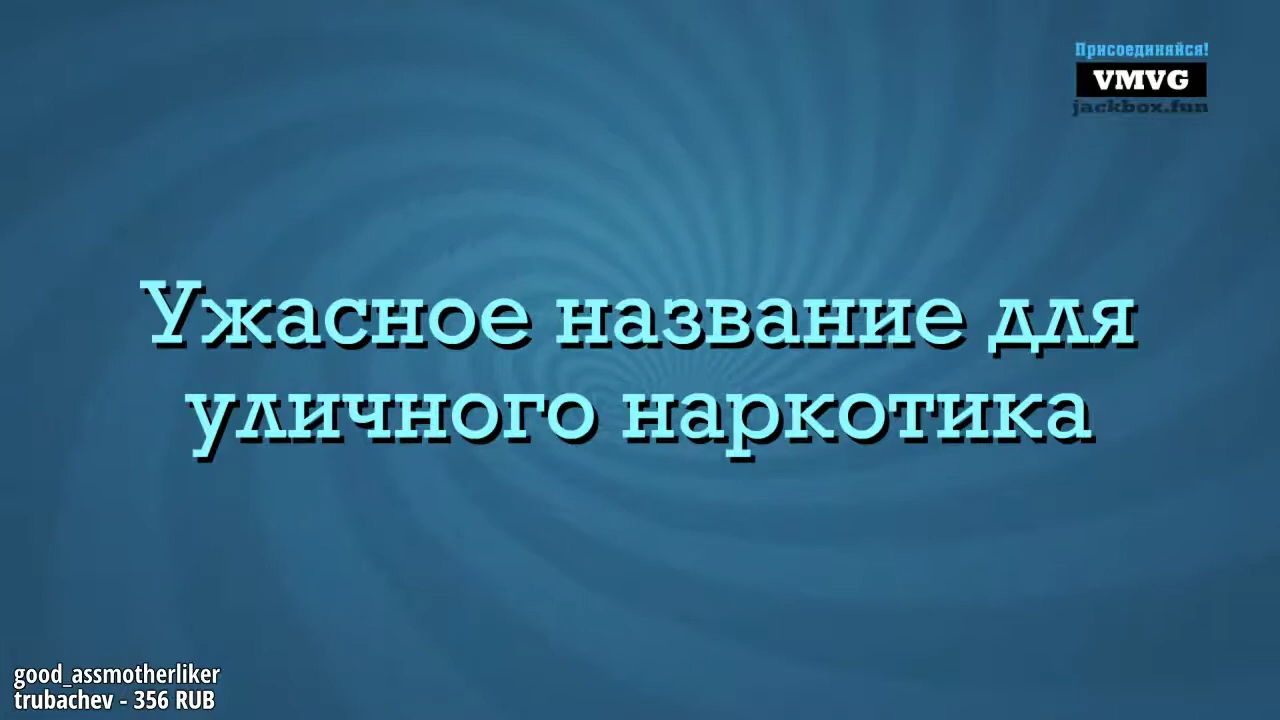 Присоединяйся!
VMVG
jackbox.fun
Ужасное название для
уличного наркотика
good_assmotherliker
trubachev - 356 RUB